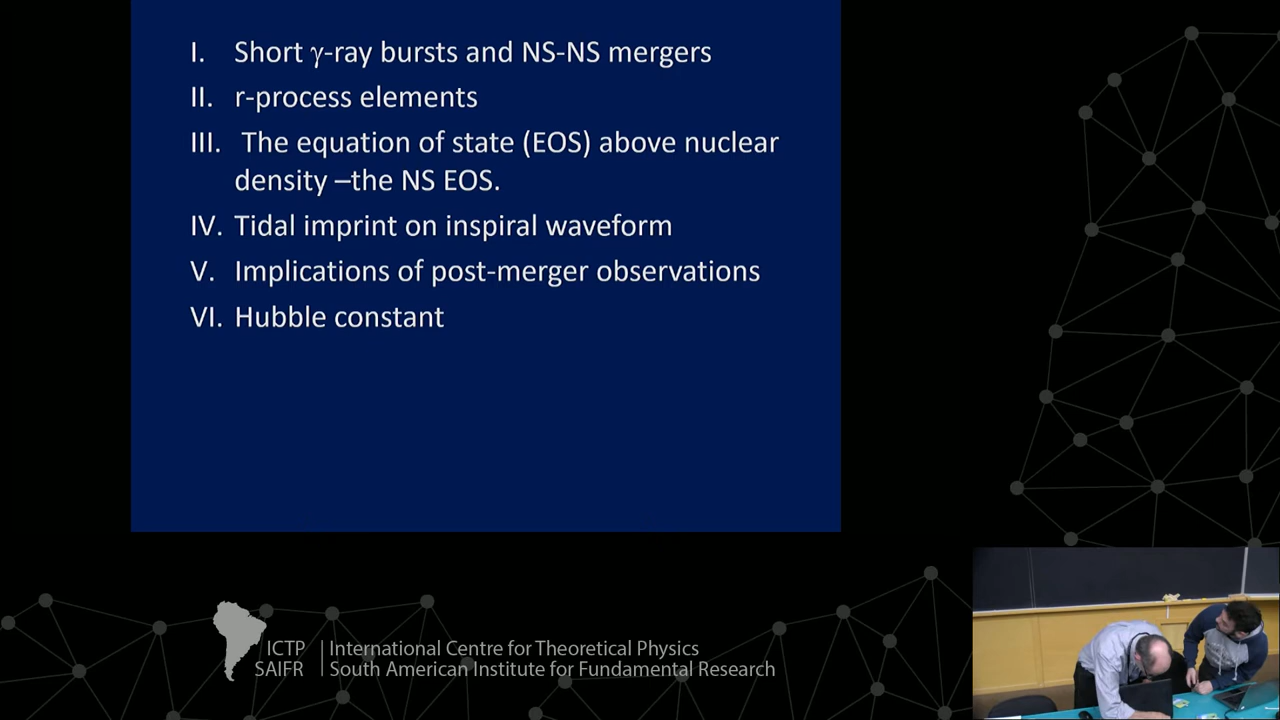 I. Short γ-ray bursts and NS-NS mergers
II. r-process elements
III. The equation of state (EOS) above nuclear
density –the NS EOS.
IV. Tidal imprint on inspiral waveform
V. Implications of post-merger observations
VI. Hubble constant
ICTP | International Centre for Theoretical Physics
SAIFR | South American Institute for Fundamental Research